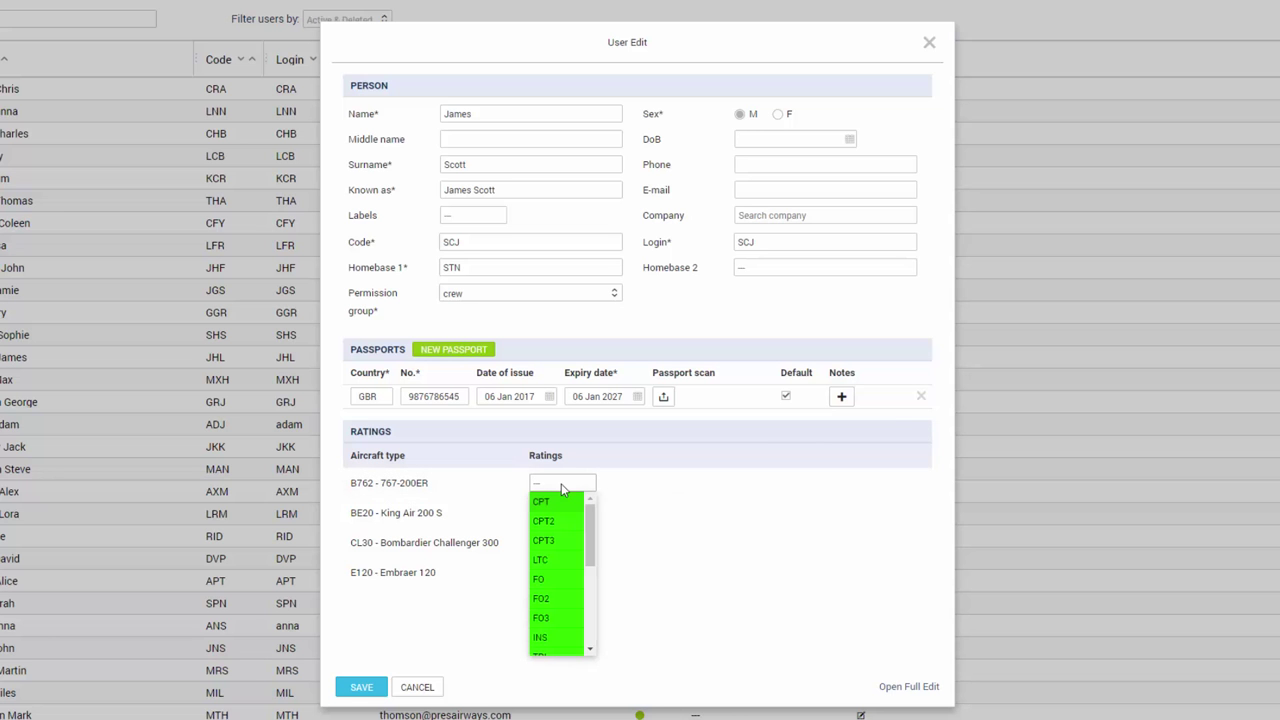 Filter users by: Active & Deleted
User Edit
Code Login
PERSON
Name* James Sex* M F
Middle name DoB
Surname* Scott Phone
Known as* James Scott E-mail
Labels --- Company Search company
Code* SCJ Login* SCJ
Homebase 1* STN Homebase 2 ---
Permission group* crew
PASSPORTS NEW PASSPORT
Country* No.* Date of issue Expiry date* Passport scan Default Notes
GBR 9876786545 06 Jan 2017 06 Jan 2027
RATINGS
Aircraft type Ratings
B762 - 767-200ER ---
BE20 - King Air 200 S
CL30 - Bombardier Challenger 300
E120 - Embraer 120
CPT
CPT2
CPT3
LTC
FO
FO2
FO3
INS
SAVE CANCEL Open Full Edit
Chris CRA CRA
nna LNN LNN
harles CHB CHB
y LCB LCB
m KCR KCR
Thomas THA THA
Coleen CFY CFY
sa LFR LFR
John JHF JHF
mie JGS JGS
ry GGR GGR
Sophie SHS SHS
James JHL JHL
Max MXH MXH
n George GRJ GRJ
dam ADJ adam
r Jack JKK JKK
a Steve MAN MAN
Alex AXM AXM
Lora LRM LRM
e RID RID
David DVP DVP
Alice APT APT
rah SPN SPN
nna ANS anna
ohn JNS JNS
Martin MRS MRS
iles MIL MIL
n Mark MTH MTH thomson@presairways.com ---